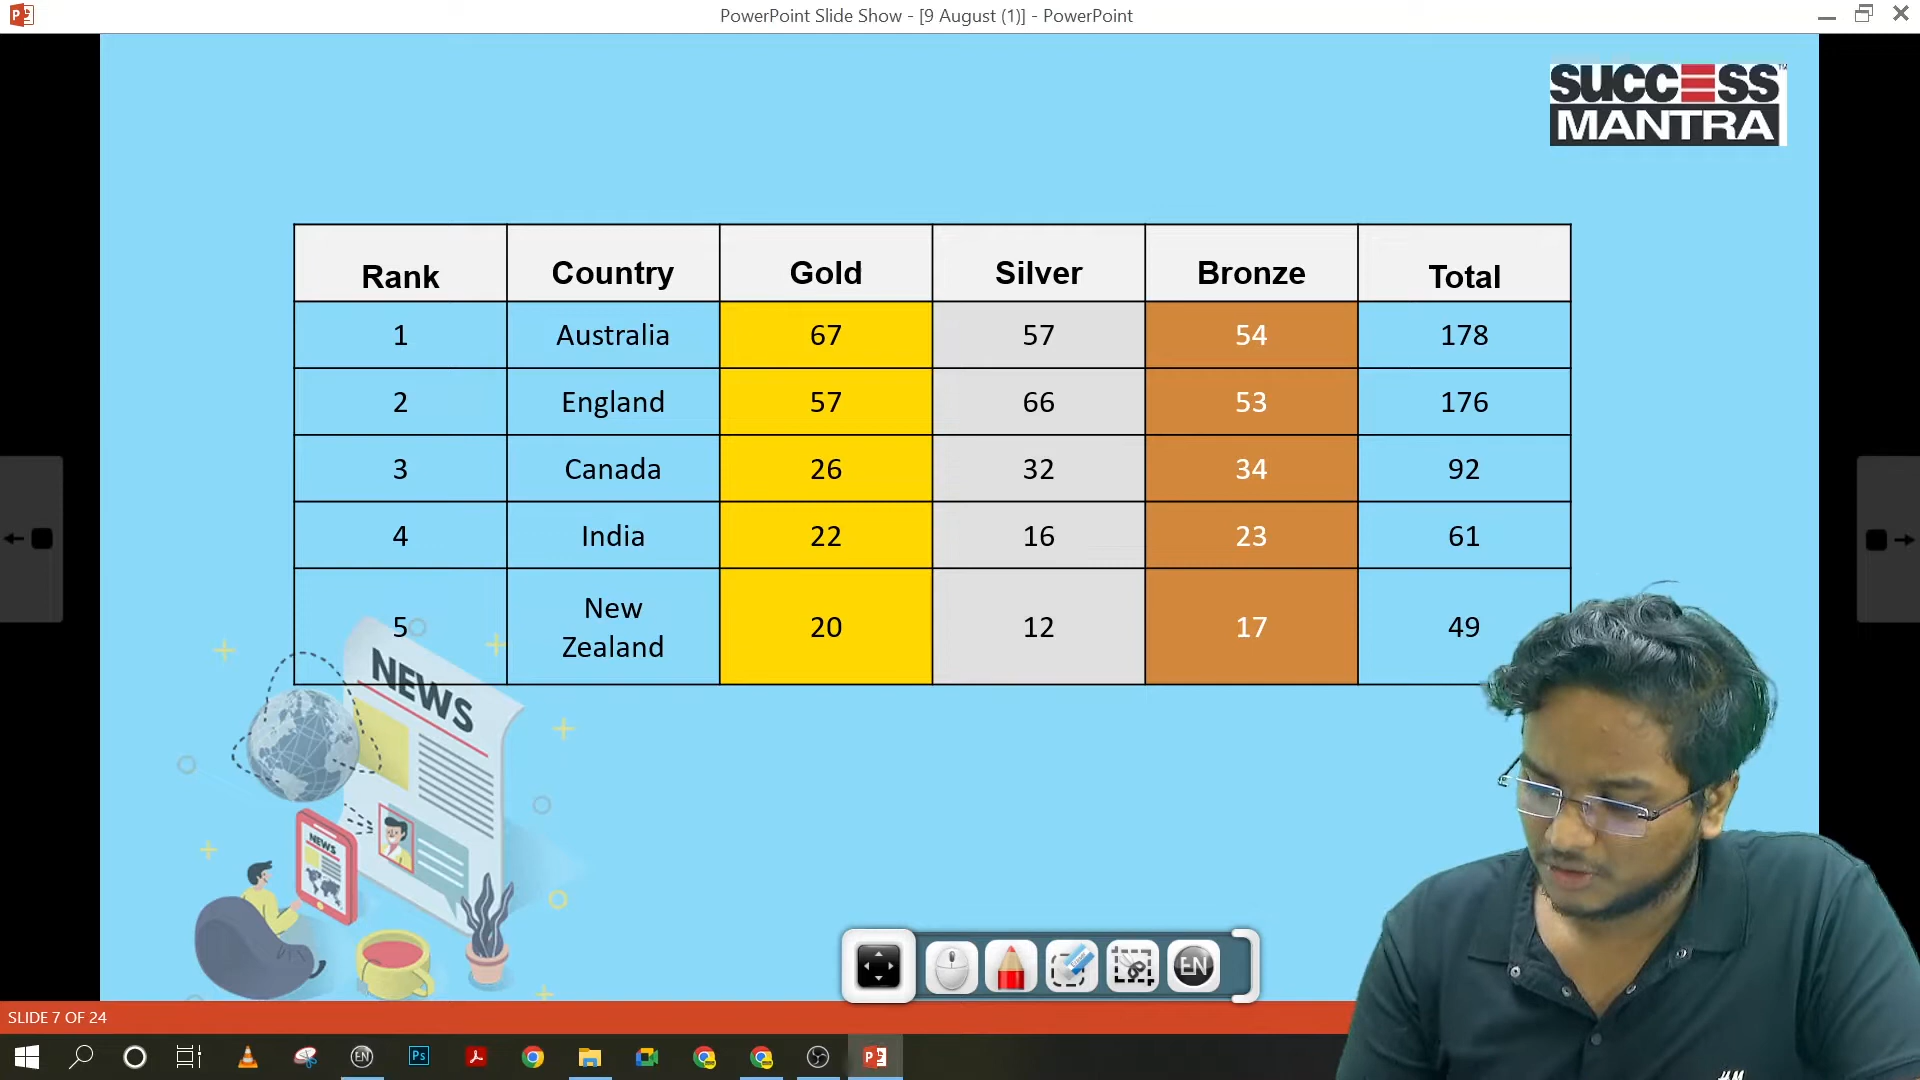 PowerPoint Slide Show - [9 August (1)] - PowerPoint
SUCCESS
MANTRA
Rank Country Gold Silver Bronze Total
1 Australia 67 57 54 178
2 England 57 66 53 176
3 Canada 26 32 34 92
4 India 22 16 23 61
5 New Zealand 20 12 17 49
NEWS
NEWS
EN
SLIDE 7 OF 24
EN
Ps